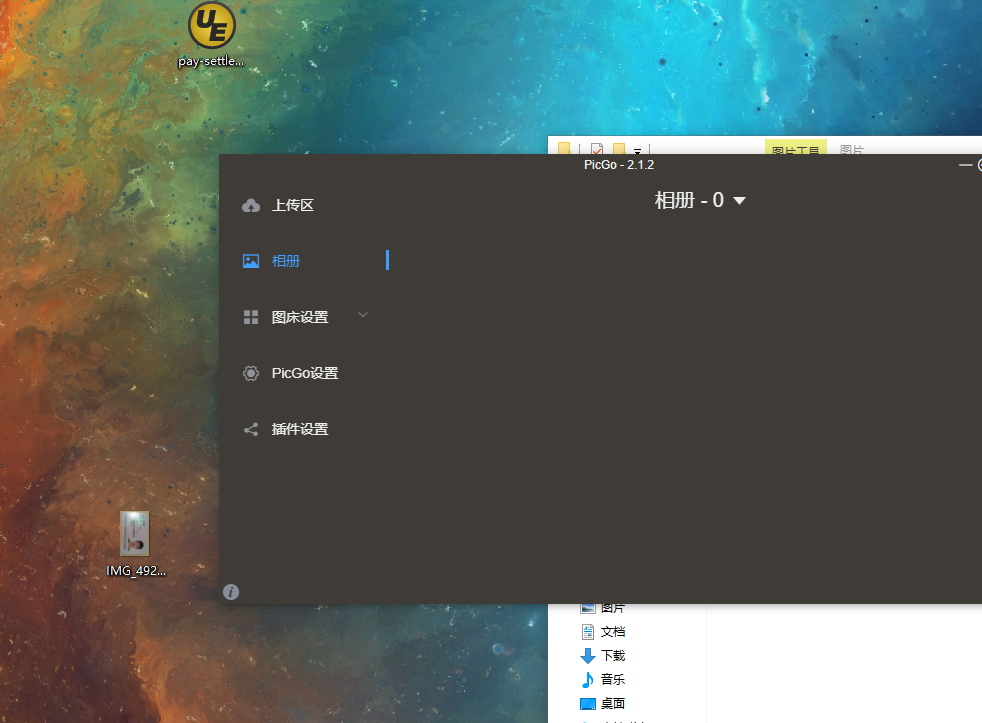 UE
pay-settle...
图片工具
图片
PicGo - 2.1.2
上传区
相册 - 0
相册
图床设置
PicGo设置
插件设置
IMG_492...
图片
文档
下载
音乐
桌面